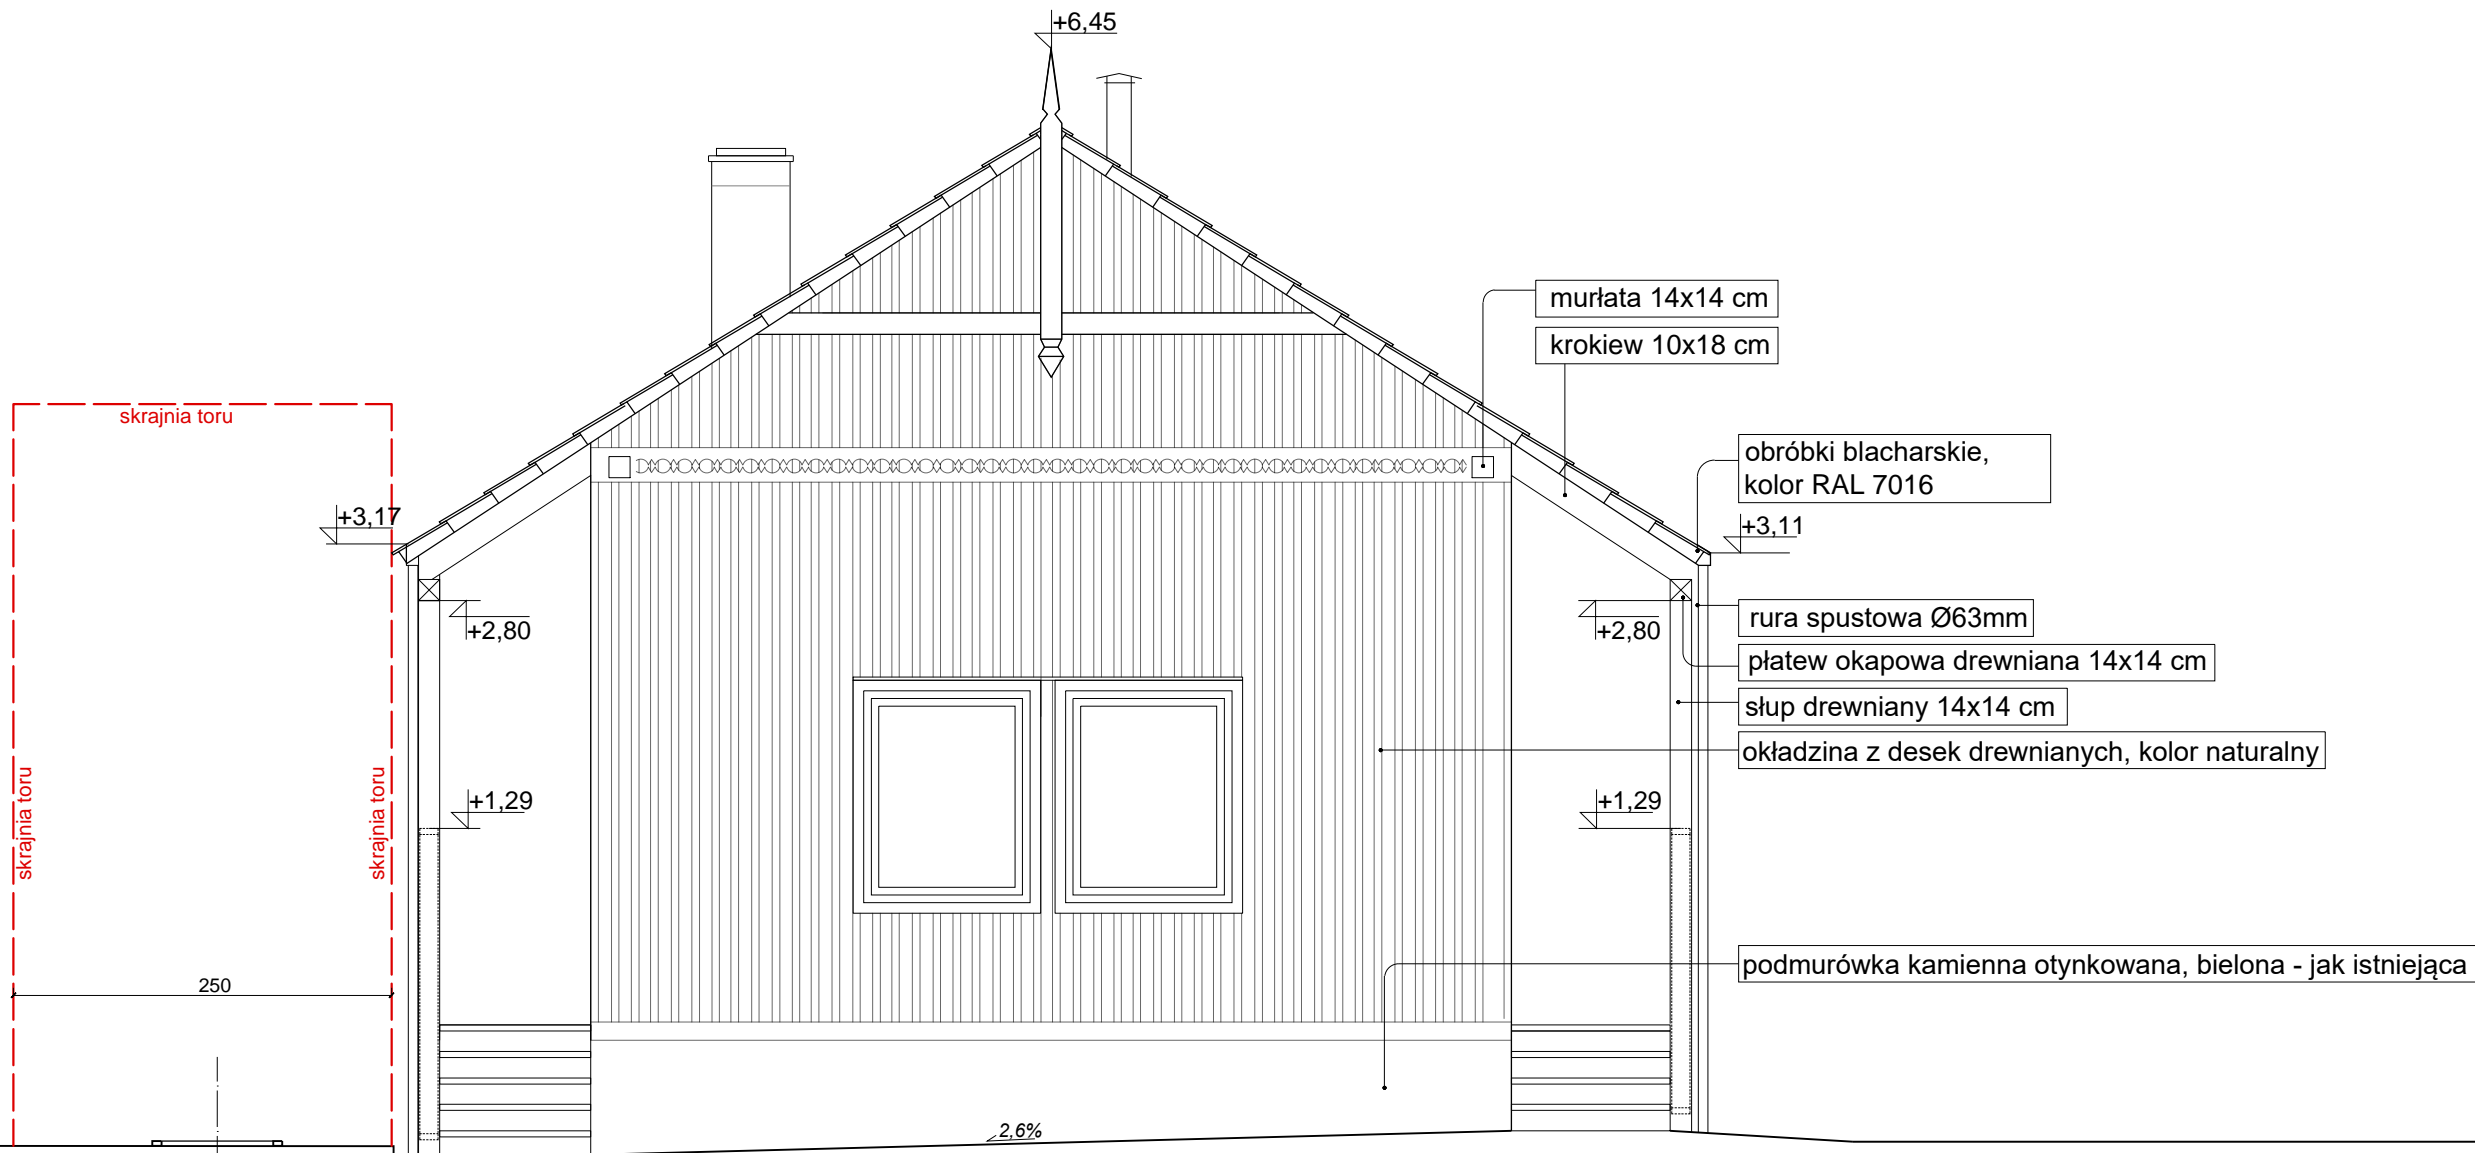 +6,45
murłata 14x14 cm
krokiew 10x18 cm
skrajnia toru
obróbki blacharskie,
kolor RAL 7016
+3,17
+3,11
+2,80
+2,80
rura spustowa Ø63mm
płatew okapowa drewniana 14x14 cm
słup drewniany 14x14 cm
okładzina z desek drewnianych, kolor naturalny
skrajnia toru
skrajnia toru
+1,29
+1,29
podmurówka kamienna otynkowana, bielona - jak istniejąca
250
2,6%